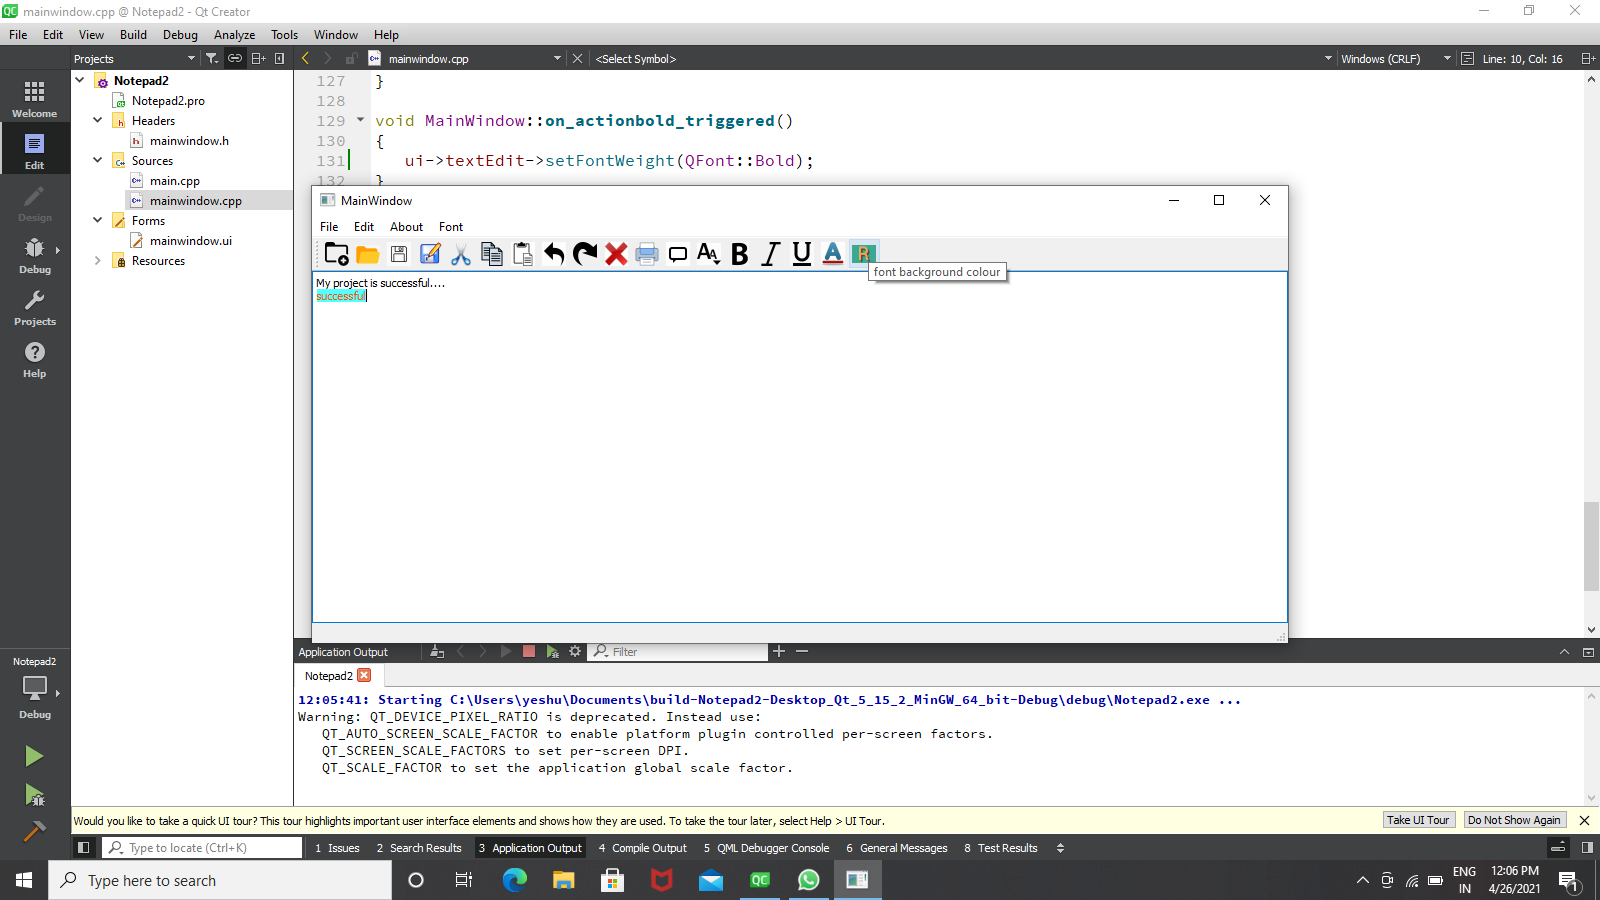 mainwindow.cpp @ Notepad2 - Qt Creator
File Edit View Build Debug Analyze Tools Window Help
Projects mainwindow.cpp <Select Symbol> Windows (CRLF) Line: 10, Col: 16
Welcome
Edit
Design
Debug
Projects
Help
Notepad2
Notepad2.pro
Headers
mainwindow.h
Sources
main.cpp
mainwindow.cpp
Forms
mainwindow.ui
Resources
127 }
128
129 void MainWindow::on_actionbold_triggered()
130 {
131 ui->textEdit->setFontWeight(QFont::Bold);
132 }
MainWindow
File Edit About Font
font background colour
My project is successful....
successful
Application Output Filter
Notepad2
12:05:41: Starting C:\Users\yeshu\Documents\build-Notepad2-Desktop_Qt_5_15_2_MinGW_64_bit-Debug\debug\Notepad2.exe ...
Warning: QT_DEVICE_PIXEL_RATIO is deprecated. Instead use:
QT_AUTO_SCREEN_SCALE_FACTOR to enable platform plugin controlled per-screen factors.
QT_SCREEN_SCALE_FACTORS to set per-screen DPI.
QT_SCALE_FACTOR to set the application global scale factor.
Notepad2
Debug
Would you like to take a quick UI tour? This tour highlights important user interface elements and shows how they are used. To take the tour later, select Help > UI Tour. Take UI Tour Do Not Show Again
Type to locate (Ctrl+K) 1 Issues 2 Search Results 3 Application Output 4 Compile Output 5 QML Debugger Console 6 General Messages 8 Test Results
Type here to search
ENG
IN
12:06 PM
4/26/2021
1